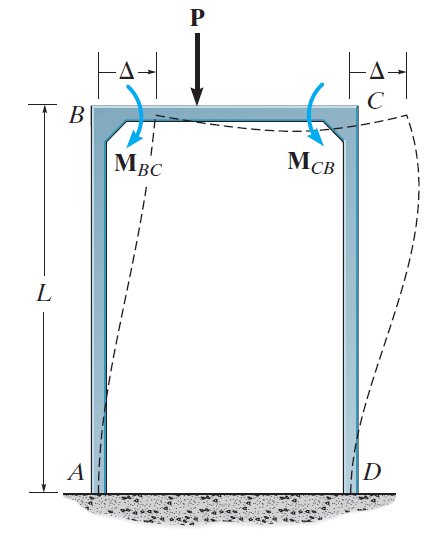 P
Δ Δ
B C
M_BC M_CB
L
A D